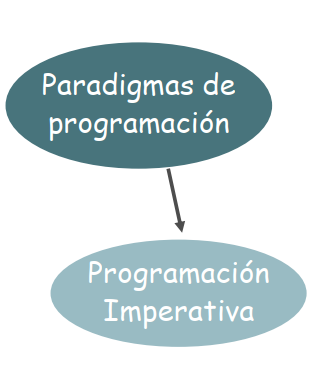 Paradigmas de
programación
Programación
Imperativa